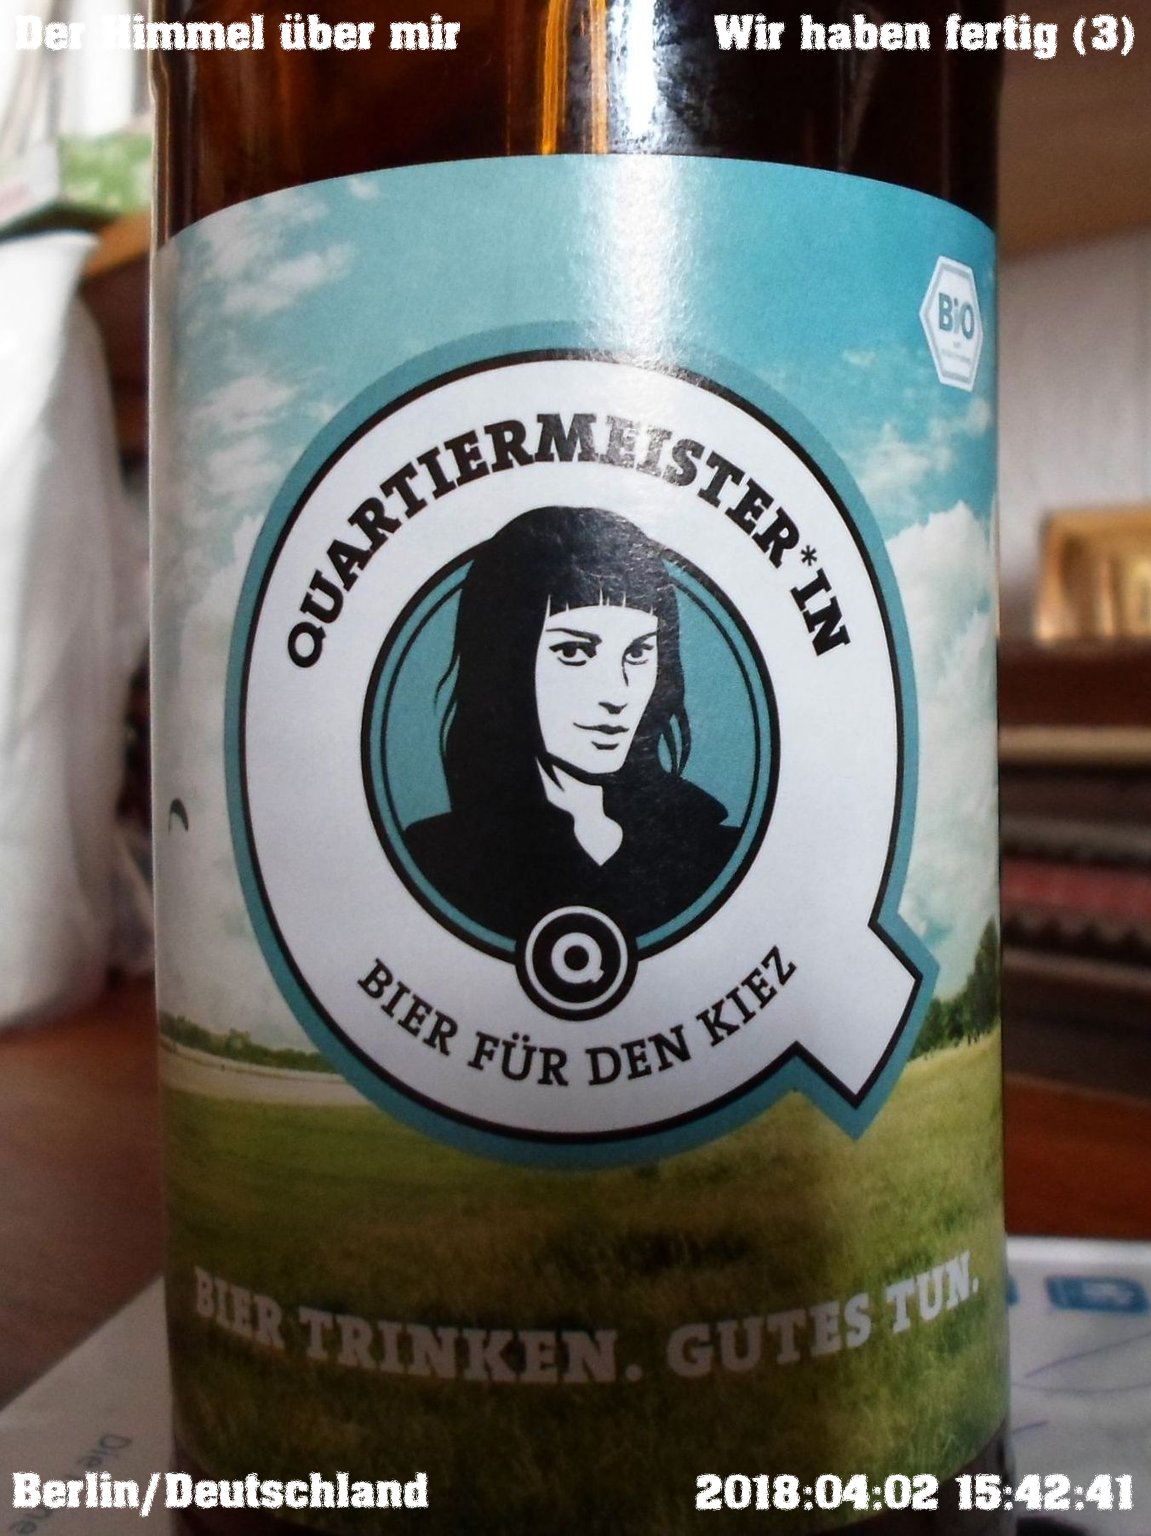 Der Himmel über mir
Wir haben fertig (3)
BiO
QUARTIERMEISTER*IN
Q
BIER FÜR DEN KIEZ
BIER TRINKEN. GUTES TUN.
Berlin/Deutschland
2018:04:02 15:42:41